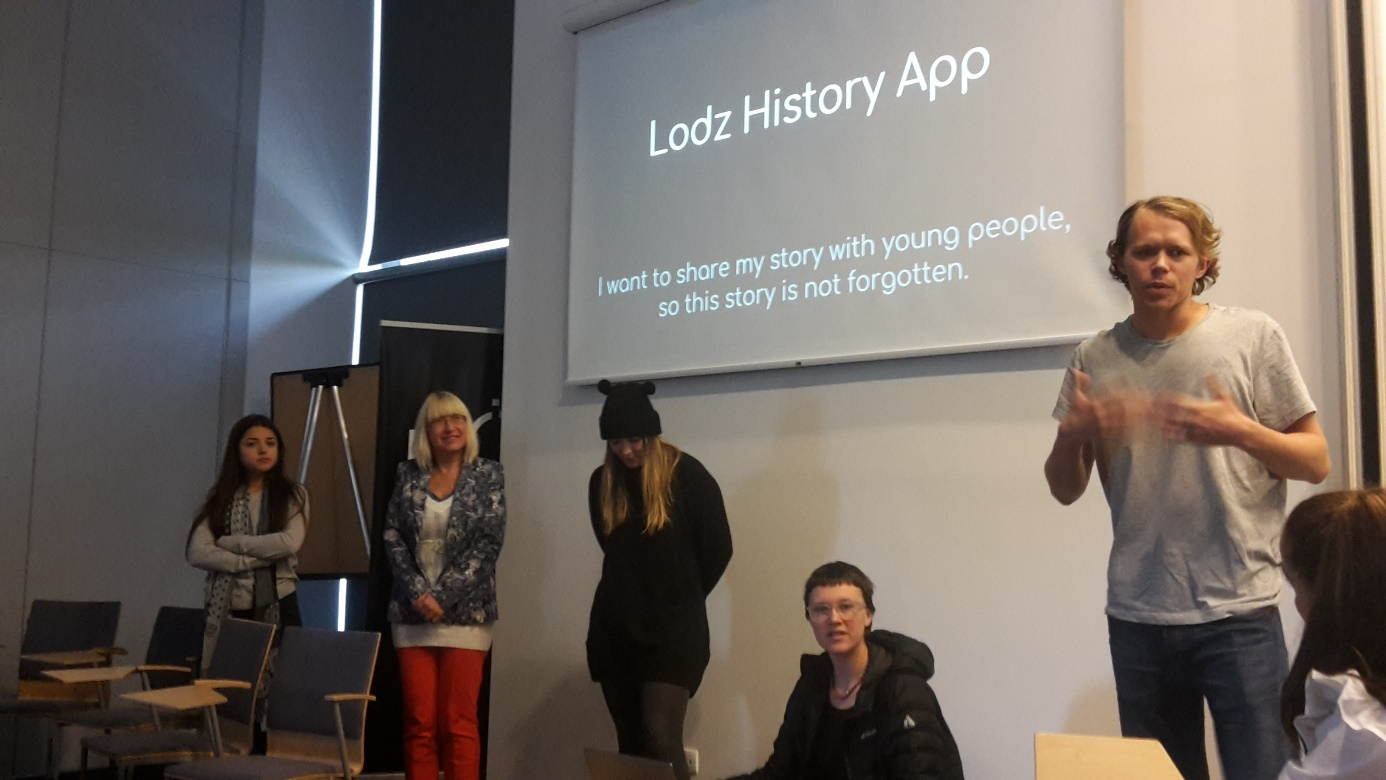 Lodz History App
I want to share my story with young people,
so this story is not forgotten.